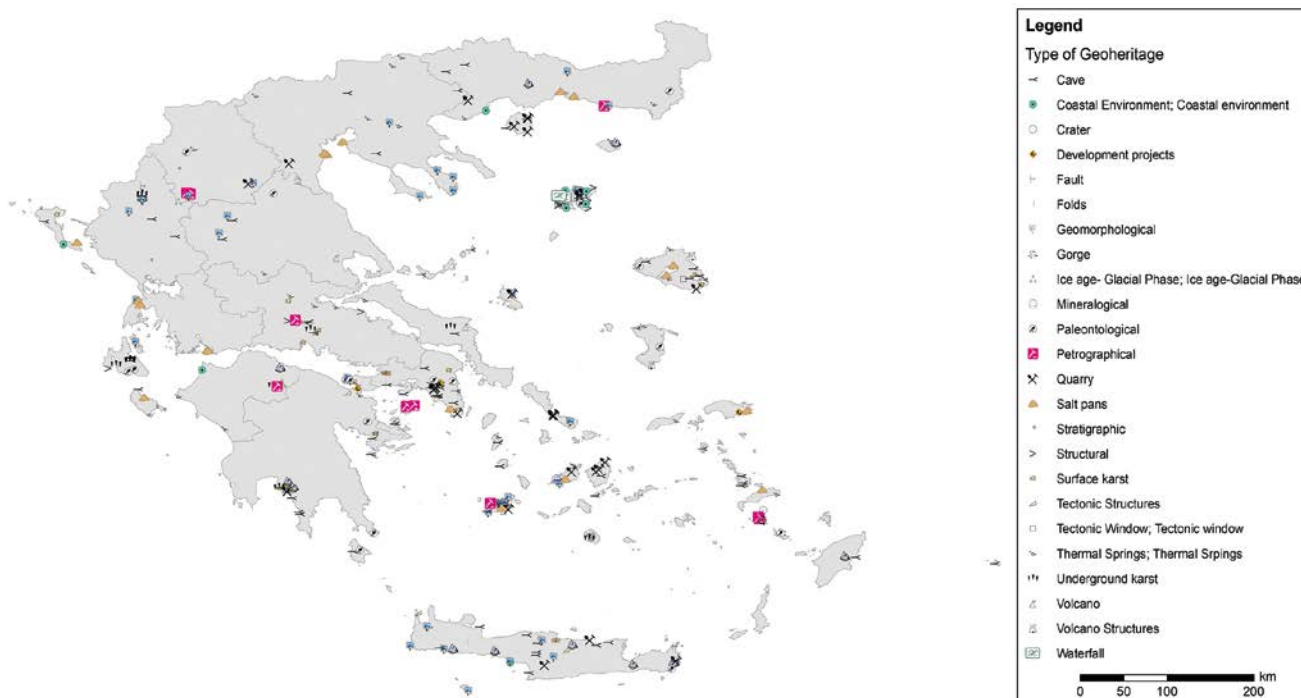 Legend
Type of Geoheritage
Cave
Coastal Environment; Coastal environment
Crater
Development projects
Fault
Folds
Geomorphological
Gorge
Ice age- Glacial Phase; Ice age-Glacial Phase
Mineralogical
Paleontological
Petrographical
Quarry
Salt pans
Stratigraphic
Structural
Surface karst
Tectonic Structures
Tectonic Window; Tectonic window
Thermal Springs; Thermal Srpings
Underground karst
Volcano
Volcano Structures
Waterfall
km
0 50 100 200